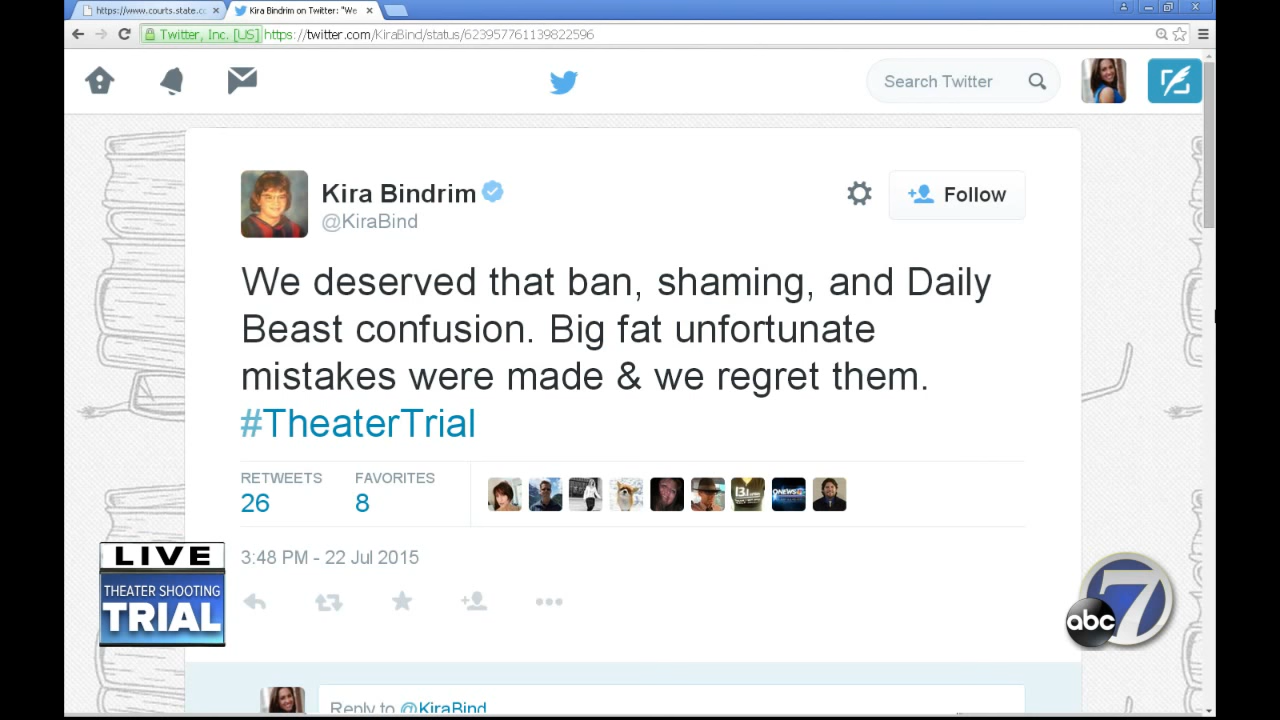 https://www.courts.state.cc
Kira Bindrim on Twitter: "We
Twitter, Inc. [US] https://twitter.com/KiraBind/status/623957761139822596
Search Twitter
Kira Bindrim
@KiraBind
Follow
We deserved that ban, shaming, and Daily
Beast confusion. Big fat unfortunate
mistakes were made & we regret them.
#TheaterTrial
RETWEETS FAVORITES
26 8
3:48 PM - 22 Jul 2015
LIVE
THEATER SHOOTING
TRIAL
abc 7
Reply to @KiraBind